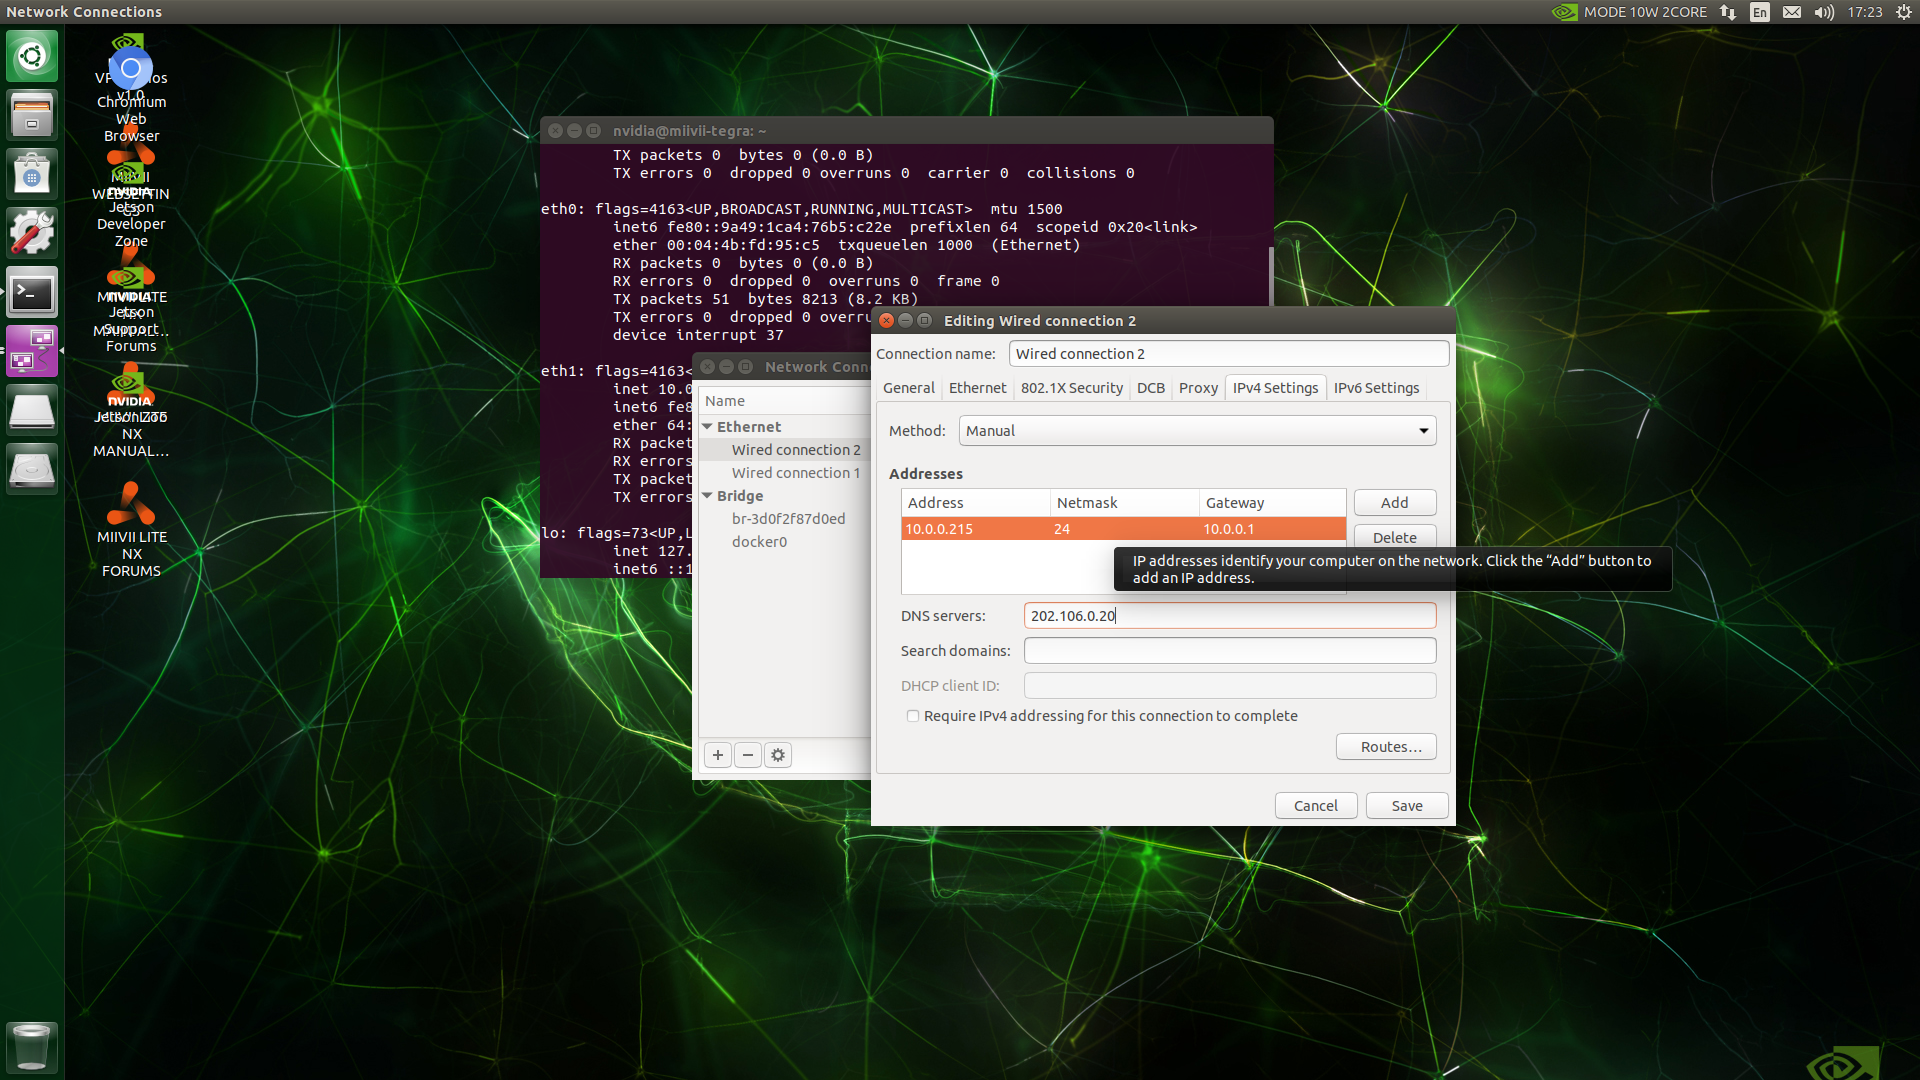 Network Connections
MODE 10W 2CORE
En
17:23
v1.0
Chromium
Web
Browser
MIIVII
NVIDIA
Jetson
Developer
Zone
NVIDIA
Jetson
Support
Forums
NVIDIA
NX
MANUAL...
MIIVII LITE
NX
FORUMS
nvidia@miivii-tegra: ~
TX packets 0  bytes 0 (0.0 B)
TX errors 0  dropped 0 overruns 0  carrier 0  collisions 0
eth0: flags=4163<UP,BROADCAST,RUNNING,MULTICAST>  mtu 1500
inet6 fe80::9a49:1ca4:76b5:c22e  prefixlen 64  scopeid 0x20<link>
ether 00:04:4b:fd:95:c5  txqueuelen 1000  (Ethernet)
RX packets 0  bytes 0 (0.0 B)
RX errors 0  dropped 0  overruns 0  frame 0
TX packets 51  bytes 8213 (8.2 KB)
TX errors 0  dropped 0 overru
device interrupt 37
eth1: flags=4163<
inet 10.0
inet6 fe8
ether 64:
RX packet
RX errors
TX packet
TX errors
lo: flags=73<UP,L
inet 127.
inet6 ::1
Network Conne
Name
Ethernet
Wired connection 2
Wired connection 1
Bridge
br-3d0f2f87d0ed
docker0
Editing Wired connection 2
Connection name: Wired connection 2
General Ethernet 802.1X Security DCB Proxy IPv4 Settings IPv6 Settings
Method: Manual
Addresses
Address Netmask Gateway Add
10.0.0.215 24 10.0.0.1
Delete
IP addresses identify your computer on the network. Click the “Add” button to
add an IP address.
DNS servers: 202.106.0.20
Search domains:
DHCP client ID:
Require IPv4 addressing for this connection to complete
Routes…
Cancel Save